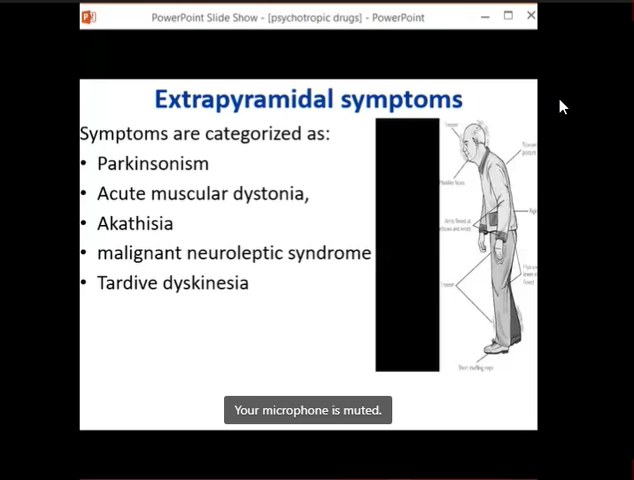 PowerPoint Slide Show - [psychotropic drugs] - PowerPoint
Extrapyramidal symptoms
Symptoms are categorized as:
• Parkinsonism
• Acute muscular dystonia,
• Akathisia
• malignant neuroleptic syndrome
• Tardive dyskinesia
Your microphone is muted.